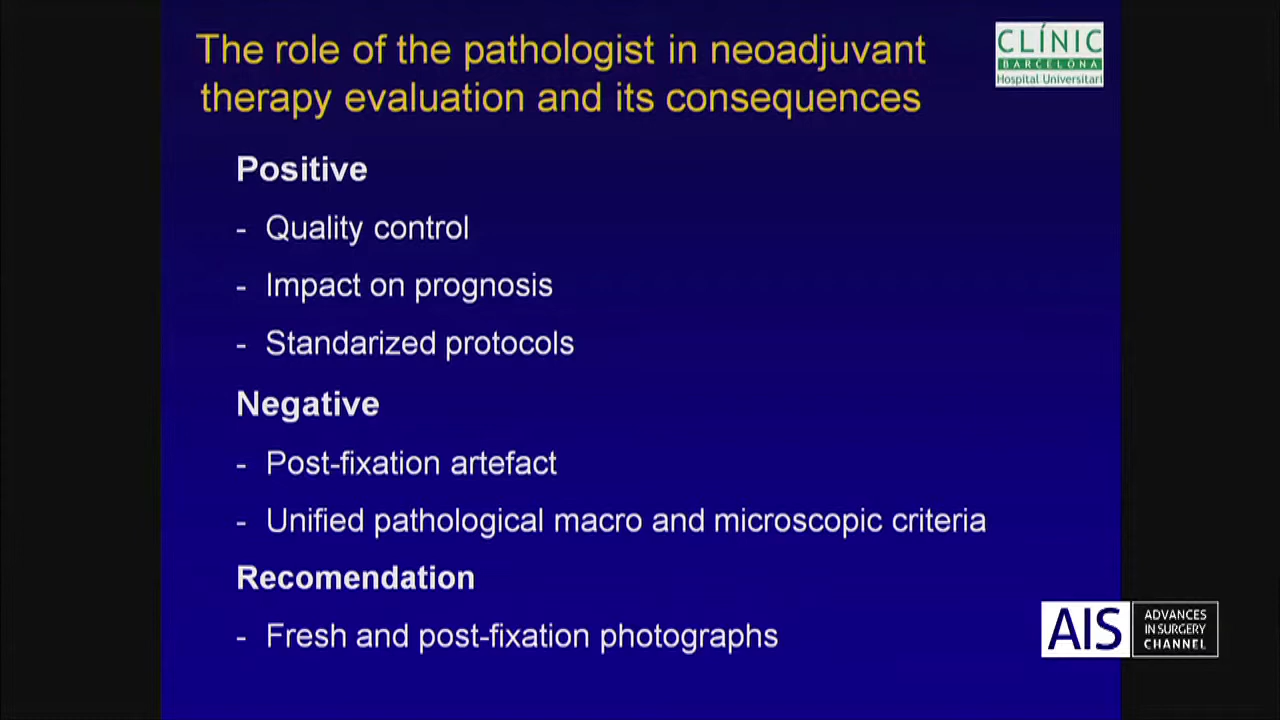 The role of the pathologist in neoadjuvant
therapy evaluation and its consequences
CLÍNIC
BARCELONA
Hospital Universitari
Positive
- Quality control
- Impact on prognosis
- Standarized protocols
Negative
- Post-fixation artefact
- Unified pathological macro and microscopic criteria
Recomendation
- Fresh and post-fixation photographs
AIS
ADVANCES
IN SURGERY
CHANNEL